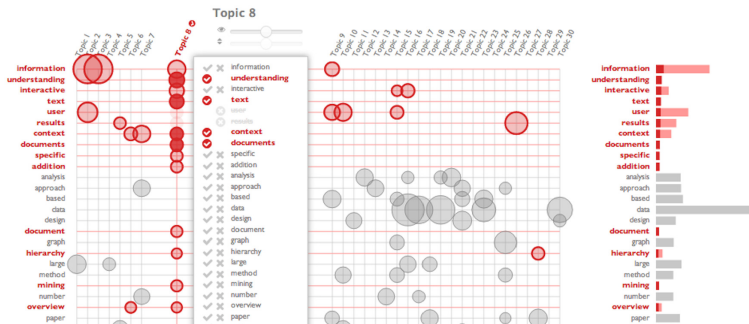 Topic 8
Topic 1
Topic 2
Topic 3
Topic 4
Topic 5
Topic 6
Topic 7
Topic 8
Topic 9
Topic 10
Topic 11
Topic 12
Topic 13
Topic 14
Topic 15
Topic 16
Topic 17
Topic 18
Topic 19
Topic 20
Topic 21
Topic 22
Topic 23
Topic 24
Topic 25
Topic 26
Topic 27
Topic 28
Topic 29
Topic 30
information
understanding
interactive
text
user
results
context
documents
specific
addition
analysis
approach
based
data
design
document
graph
hierarchy
large
method
mining
number
overview
paper
information
understanding
interactive
text
user
results
context
documents
specific
addition
analysis
approach
based
data
design
document
graph
hierarchy
large
method
mining
number
overview
paper
information
understanding
interactive
text
user
results
context
documents
specific
addition
analysis
approach
based
data
design
document
graph
hierarchy
large
method
mining
number
overview
paper